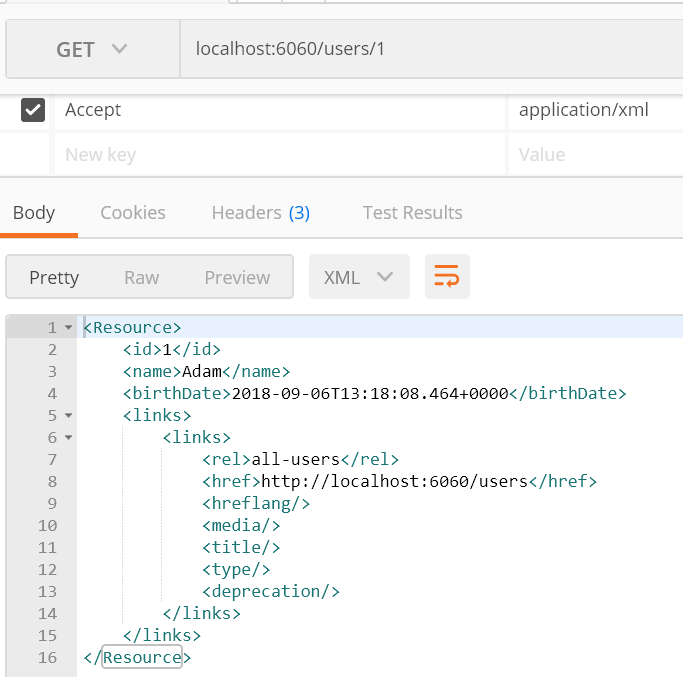 GET localhost:6060/users/1
Accept application/xml
New key Value
Body Cookies Headers (3) Test Results
Pretty Raw Preview XML
1 <Resource>
2 <id>1</id>
3 <name>Adam</name>
4 <birthDate>2018-09-06T13:18:08.464+0000</birthDate>
5 <links>
6 <links>
7 <rel>all-users</rel>
8 <href>http://localhost:6060/users</href>
9 <hreflang/>
10 <media/>
11 <title/>
12 <type/>
13 <deprecation/>
14 </links>
15 </links>
16 </Resource>